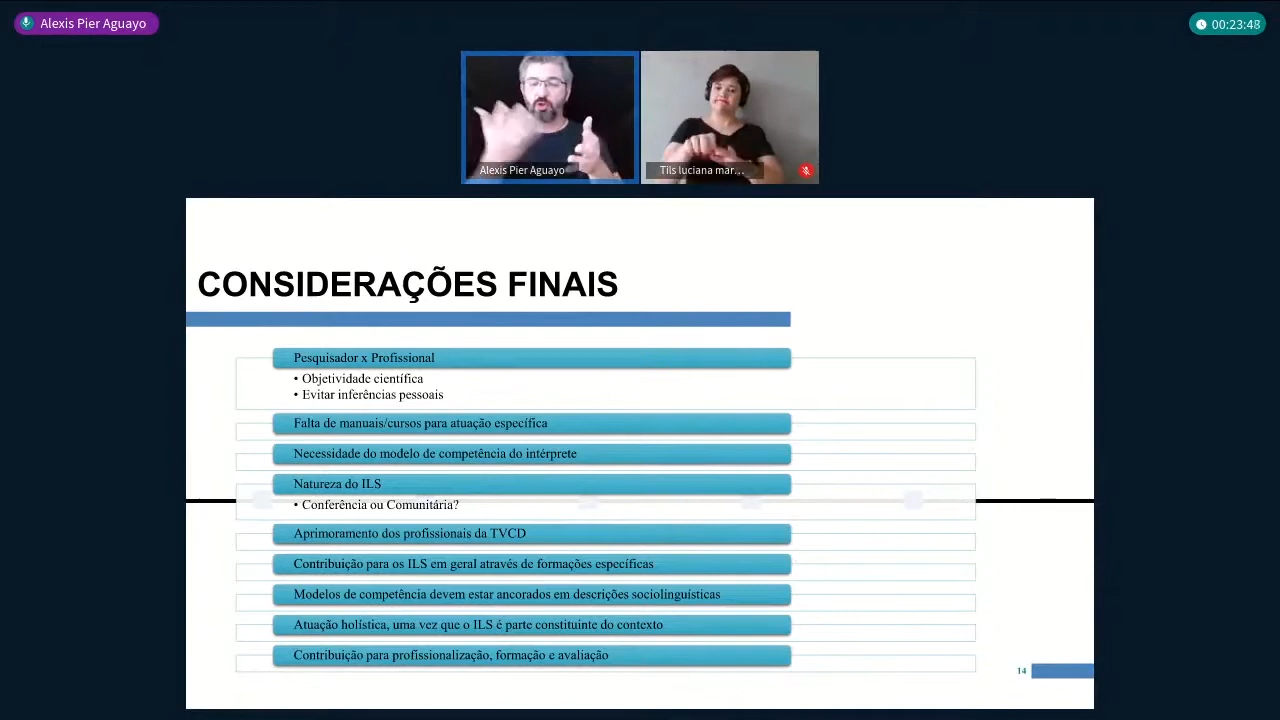 Alexis Pier Aguayo
00:23:48
Alexis Pier Aguayo
Tils luciana mar...
CONSIDERAÇÕES FINAIS
Pesquisador x Profissional
• Objetividade científica
• Evitar inferências pessoais
Falta de manuais/cursos para atuação específica
Necessidade do modelo de competência do intérprete
Natureza do ILS
• Conferência ou Comunitária?
Aprimoramento dos profissionais da TVCD
Contribuição para os ILS em geral através de formações específicas
Modelos de competência devem estar ancorados em descrições sociolinguísticas
Atuação holística, uma vez que o ILS é parte constituinte do contexto
Contribuição para profissionalização, formação e avaliação
14